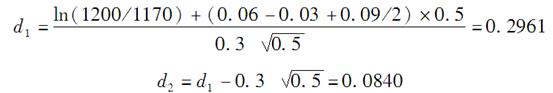 d₁ = \frac{ln(1200/1170) + (0.06 − 0.03 + 0.09/2) × 0.5}{0.3 √0.5} = 0.2961
d₂ = d₁ − 0.3 √0.5 = 0.0840